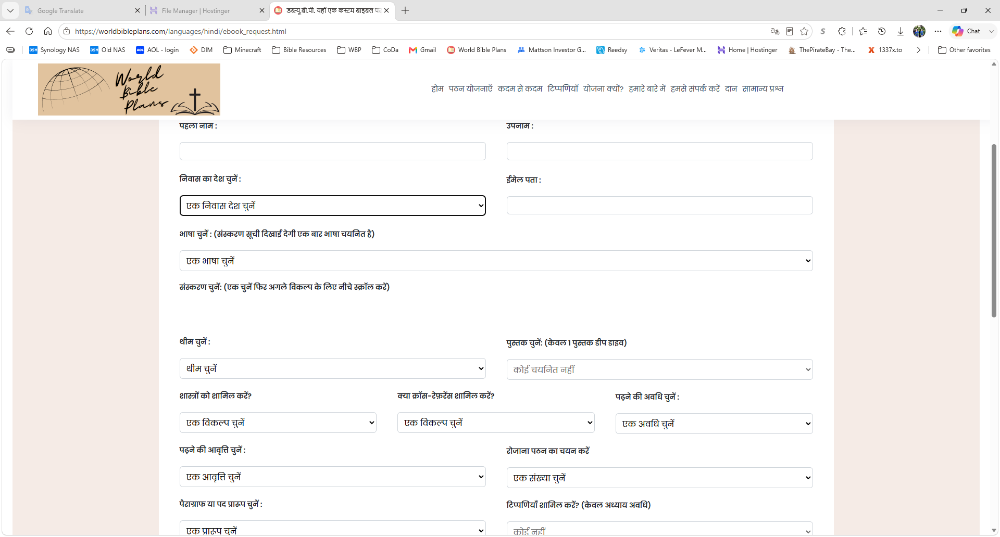 Google Translate
File Manager | Hostinger
डब्ल्यू.बी.पी. यहाँ एक कस्टम बाइबल
https://worldbibleplans.com/languages/hindi/ebook_request.html
Chat
Synology NAS
Old NAS
AOL - login
DIM
Minecraft
Bible Resources
WBP
CoDa
Gmail
World Bible Plans
Mattson Investor G...
Reedsy
Veritas - LeFever M...
Home | Hostinger
ThePirateBay - The...
1337x.to
Other favorites
World
Bible
Plans
होम पठन योजनाएँ कदम से कदम टिप्पणियाँ योजना क्यों? हमारे बारे में हमसे संपर्क करें दान सामान्य प्रश्न
पहला नाम :
उपनाम :
निवास का देश चुनें :
ईमेल पता :
एक निवास देश चुनें
भाषा चुनें : (संस्करण सूची दिखाई देगी एक बार भाषा चयनित है)
एक भाषा चुनें
संस्करण चुनें: (एक चुनें फिर अगले विकल्प के लिए नीचे स्क्रॉल करें)
थीम चुनें :
पुस्तक चुनें: (केवल 1 पुस्तक डीप डाइव)
थीम चुनें
कोई चयनित नहीं
शास्त्रों को शामिल करें?
क्या क्रॉस-रेफ़रेंस शामिल करें?
पढ़ने की अवधि चुनें :
एक विकल्प चुनें
एक विकल्प चुनें
एक अवधि चुनें
पढ़ने की आवृत्ति चुनें :
रोजाना पठन का चयन करें
एक आवृत्ति चुनें
एक संख्या चुनें
पैराग्राफ या पद प्रारूप चुनें :
टिप्पणियाँ शामिल करें? (केवल अध्याय अवधि)
एक प्रारूप चुनें
कोई नहीं